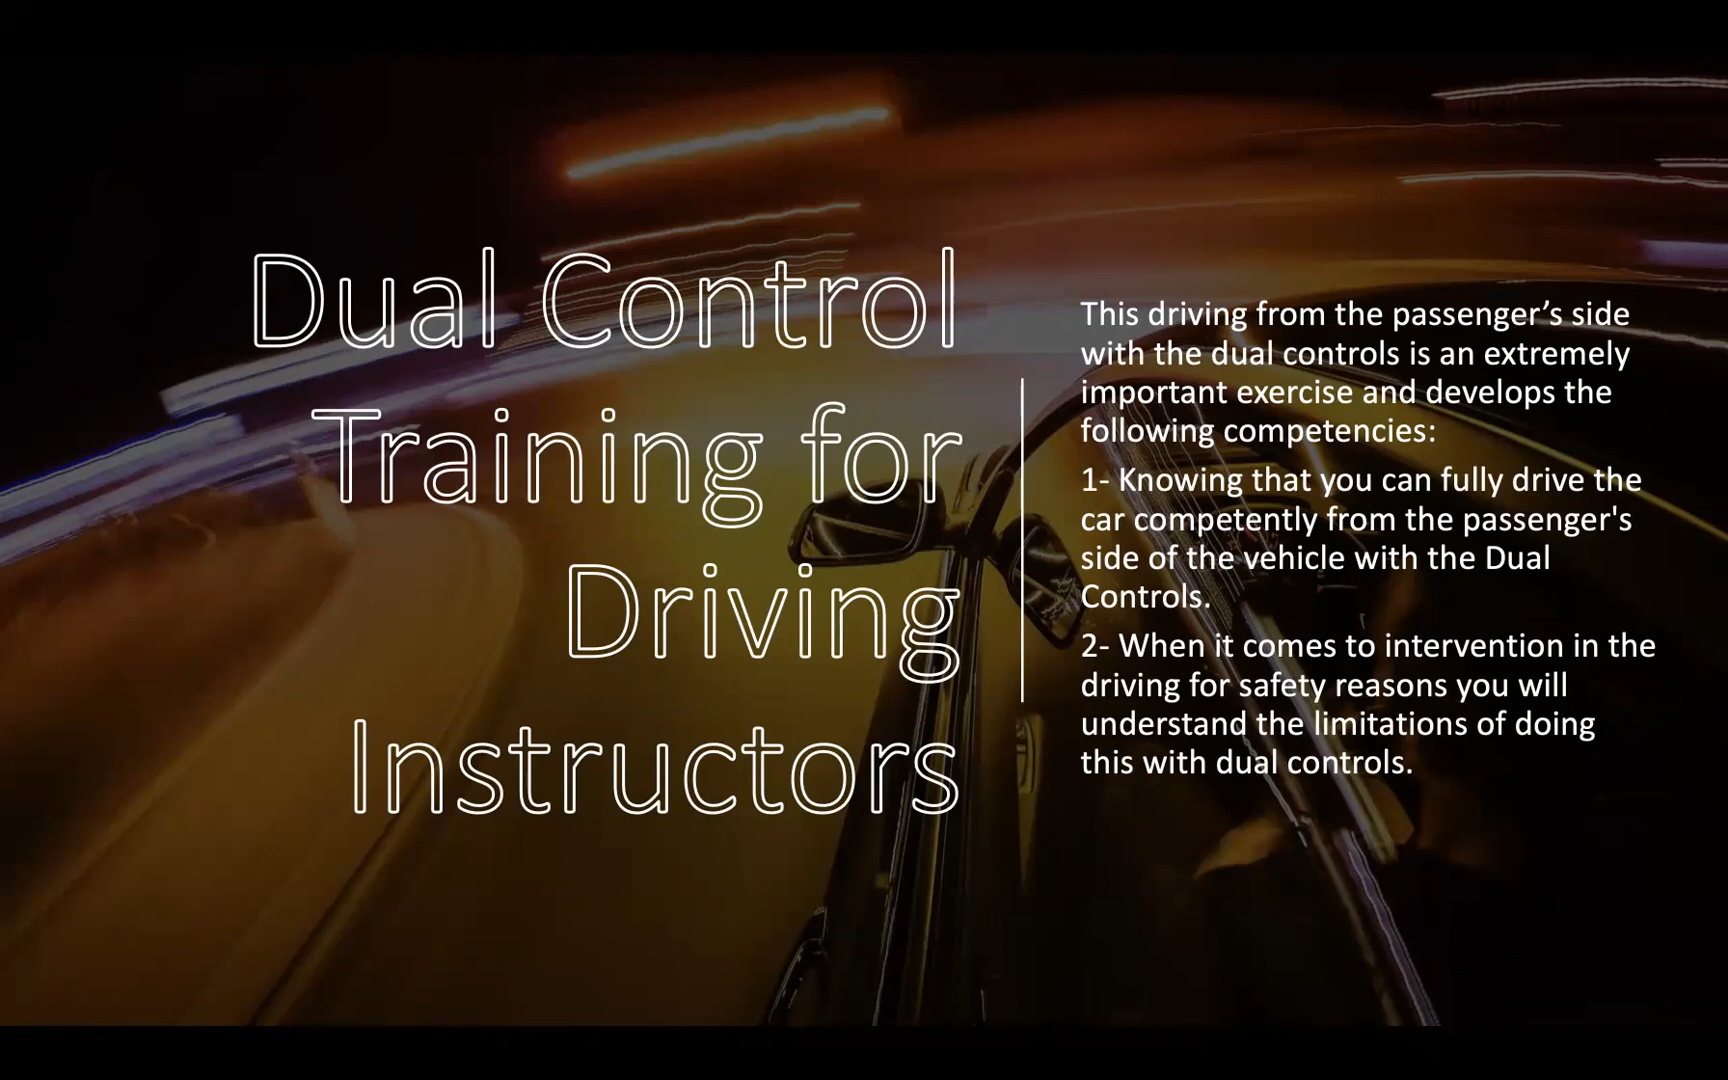 Dual Control
Training for
Driving
Instructors
This driving from the passenger’s side
with the dual controls is an extremely
important exercise and develops the
following competencies:
1- Knowing that you can fully drive the
car competently from the passenger's
side of the vehicle with the Dual
Controls.
2- When it comes to intervention in the
driving for safety reasons you will
understand the limitations of doing
this with dual controls.